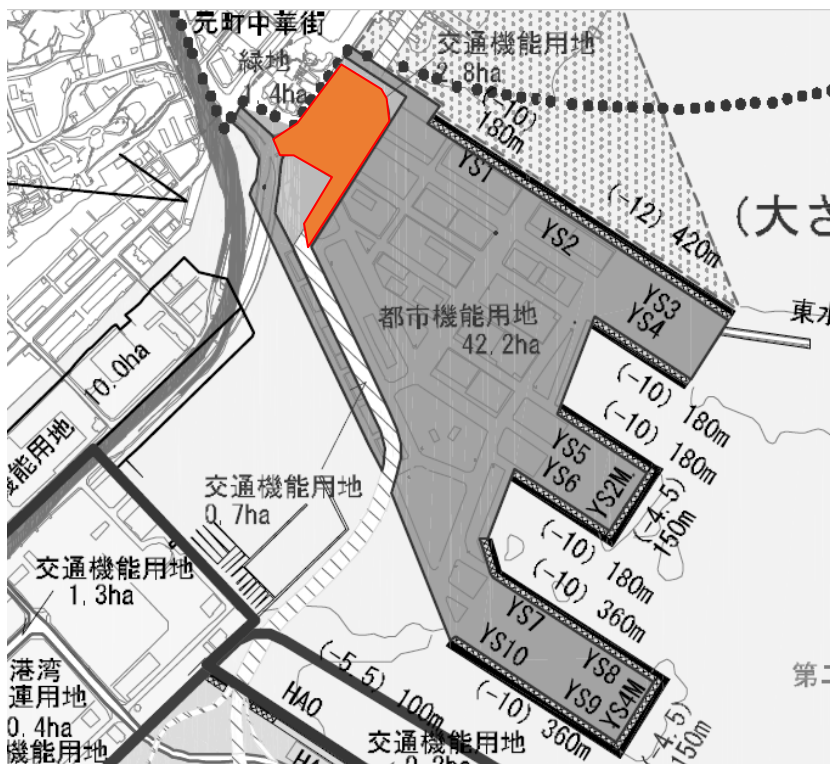 元町中華街
緑地
1.4ha
交通機能用地
2.8ha
(-10)
180m
YS1
(-12) 420m
YS2
(大さ
YS3
YS4
東水
都市機能用地
42.2ha
10.0ha
(-10) 180m
(-10) 180m
機能用地
YS5
YS6
YS2M
(-4.5)
150m
交通機能用地
0.7ha
(-10) 180m
(-10) 360m
交通機能用地
1.3ha
YS7
YS10
YS8
YS9
YS4M
(-4.5)
150m
第二
港湾
連用地
0.4ha
機能用地
(-5.5) 100m
HAO
(-10) 360m
交通機能用地